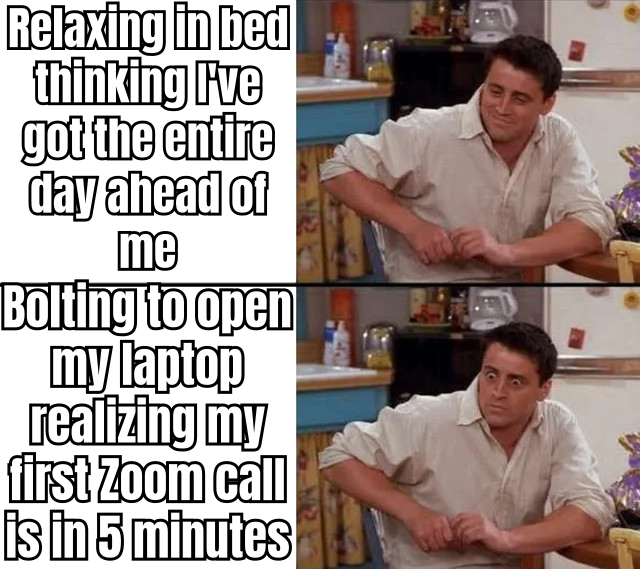 Relaxing in bed
thinking I've
got the entire
day ahead of
me
Bolting to open
my laptop
realizing my
first Zoom call
is in 5 minutes